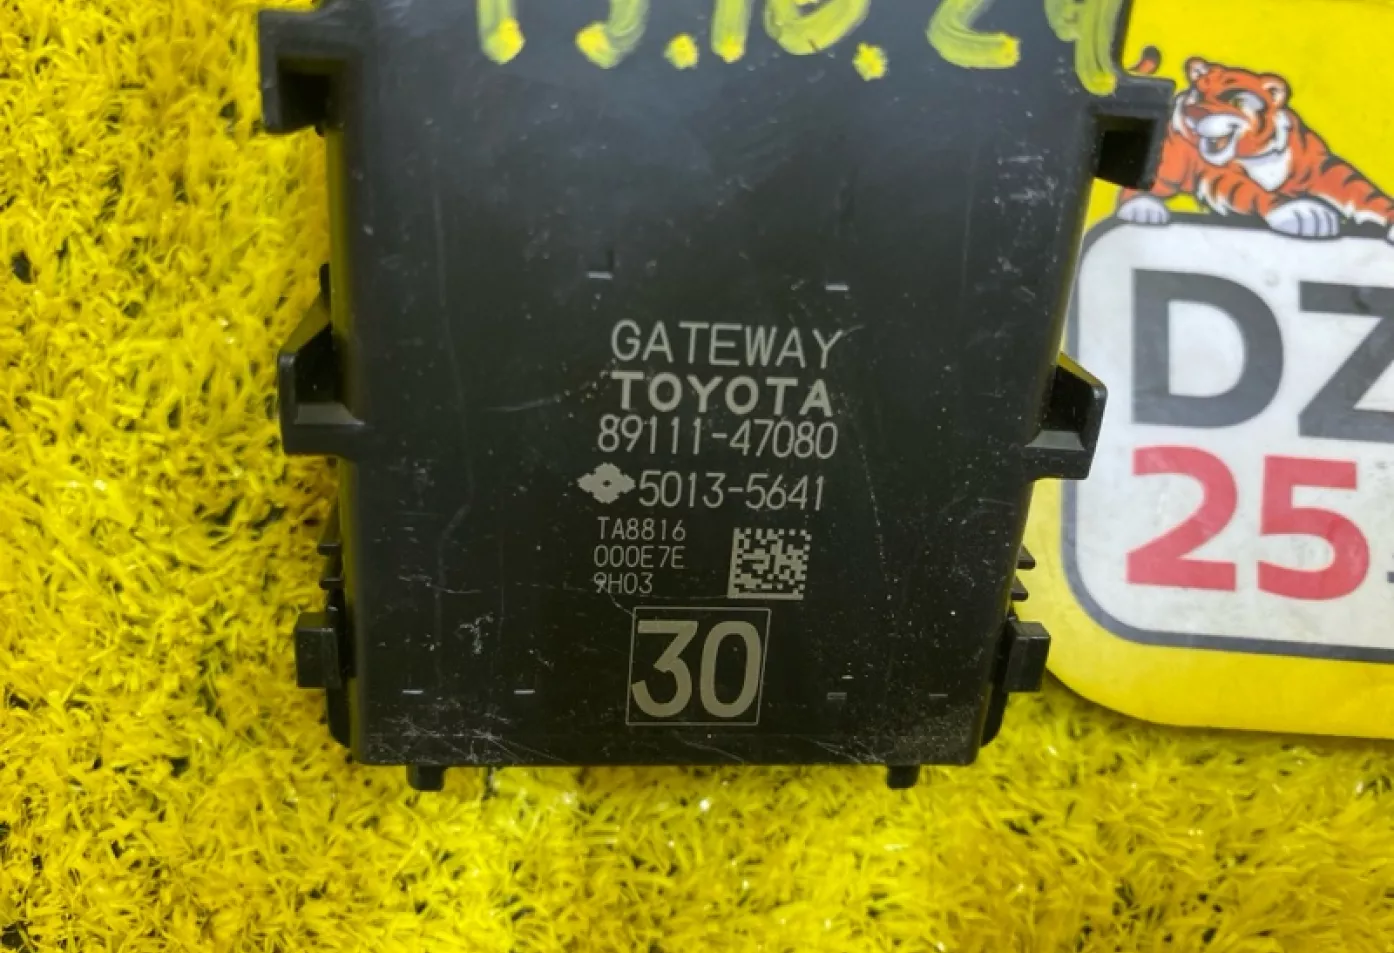 GATEWAY
TOYOTA
89111-47080
5013-5641
TA8816
000E7E
9H03
30
DZ
25